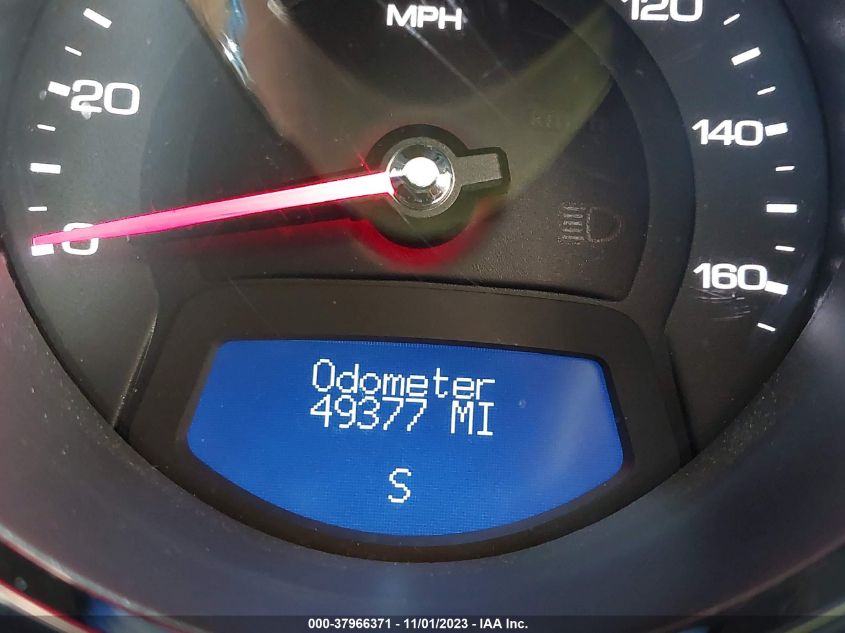 MPH
120
20
140
0
160
Odometer
49377 MI
S
000-37966371 - 11/01/2023 - IAA Inc.